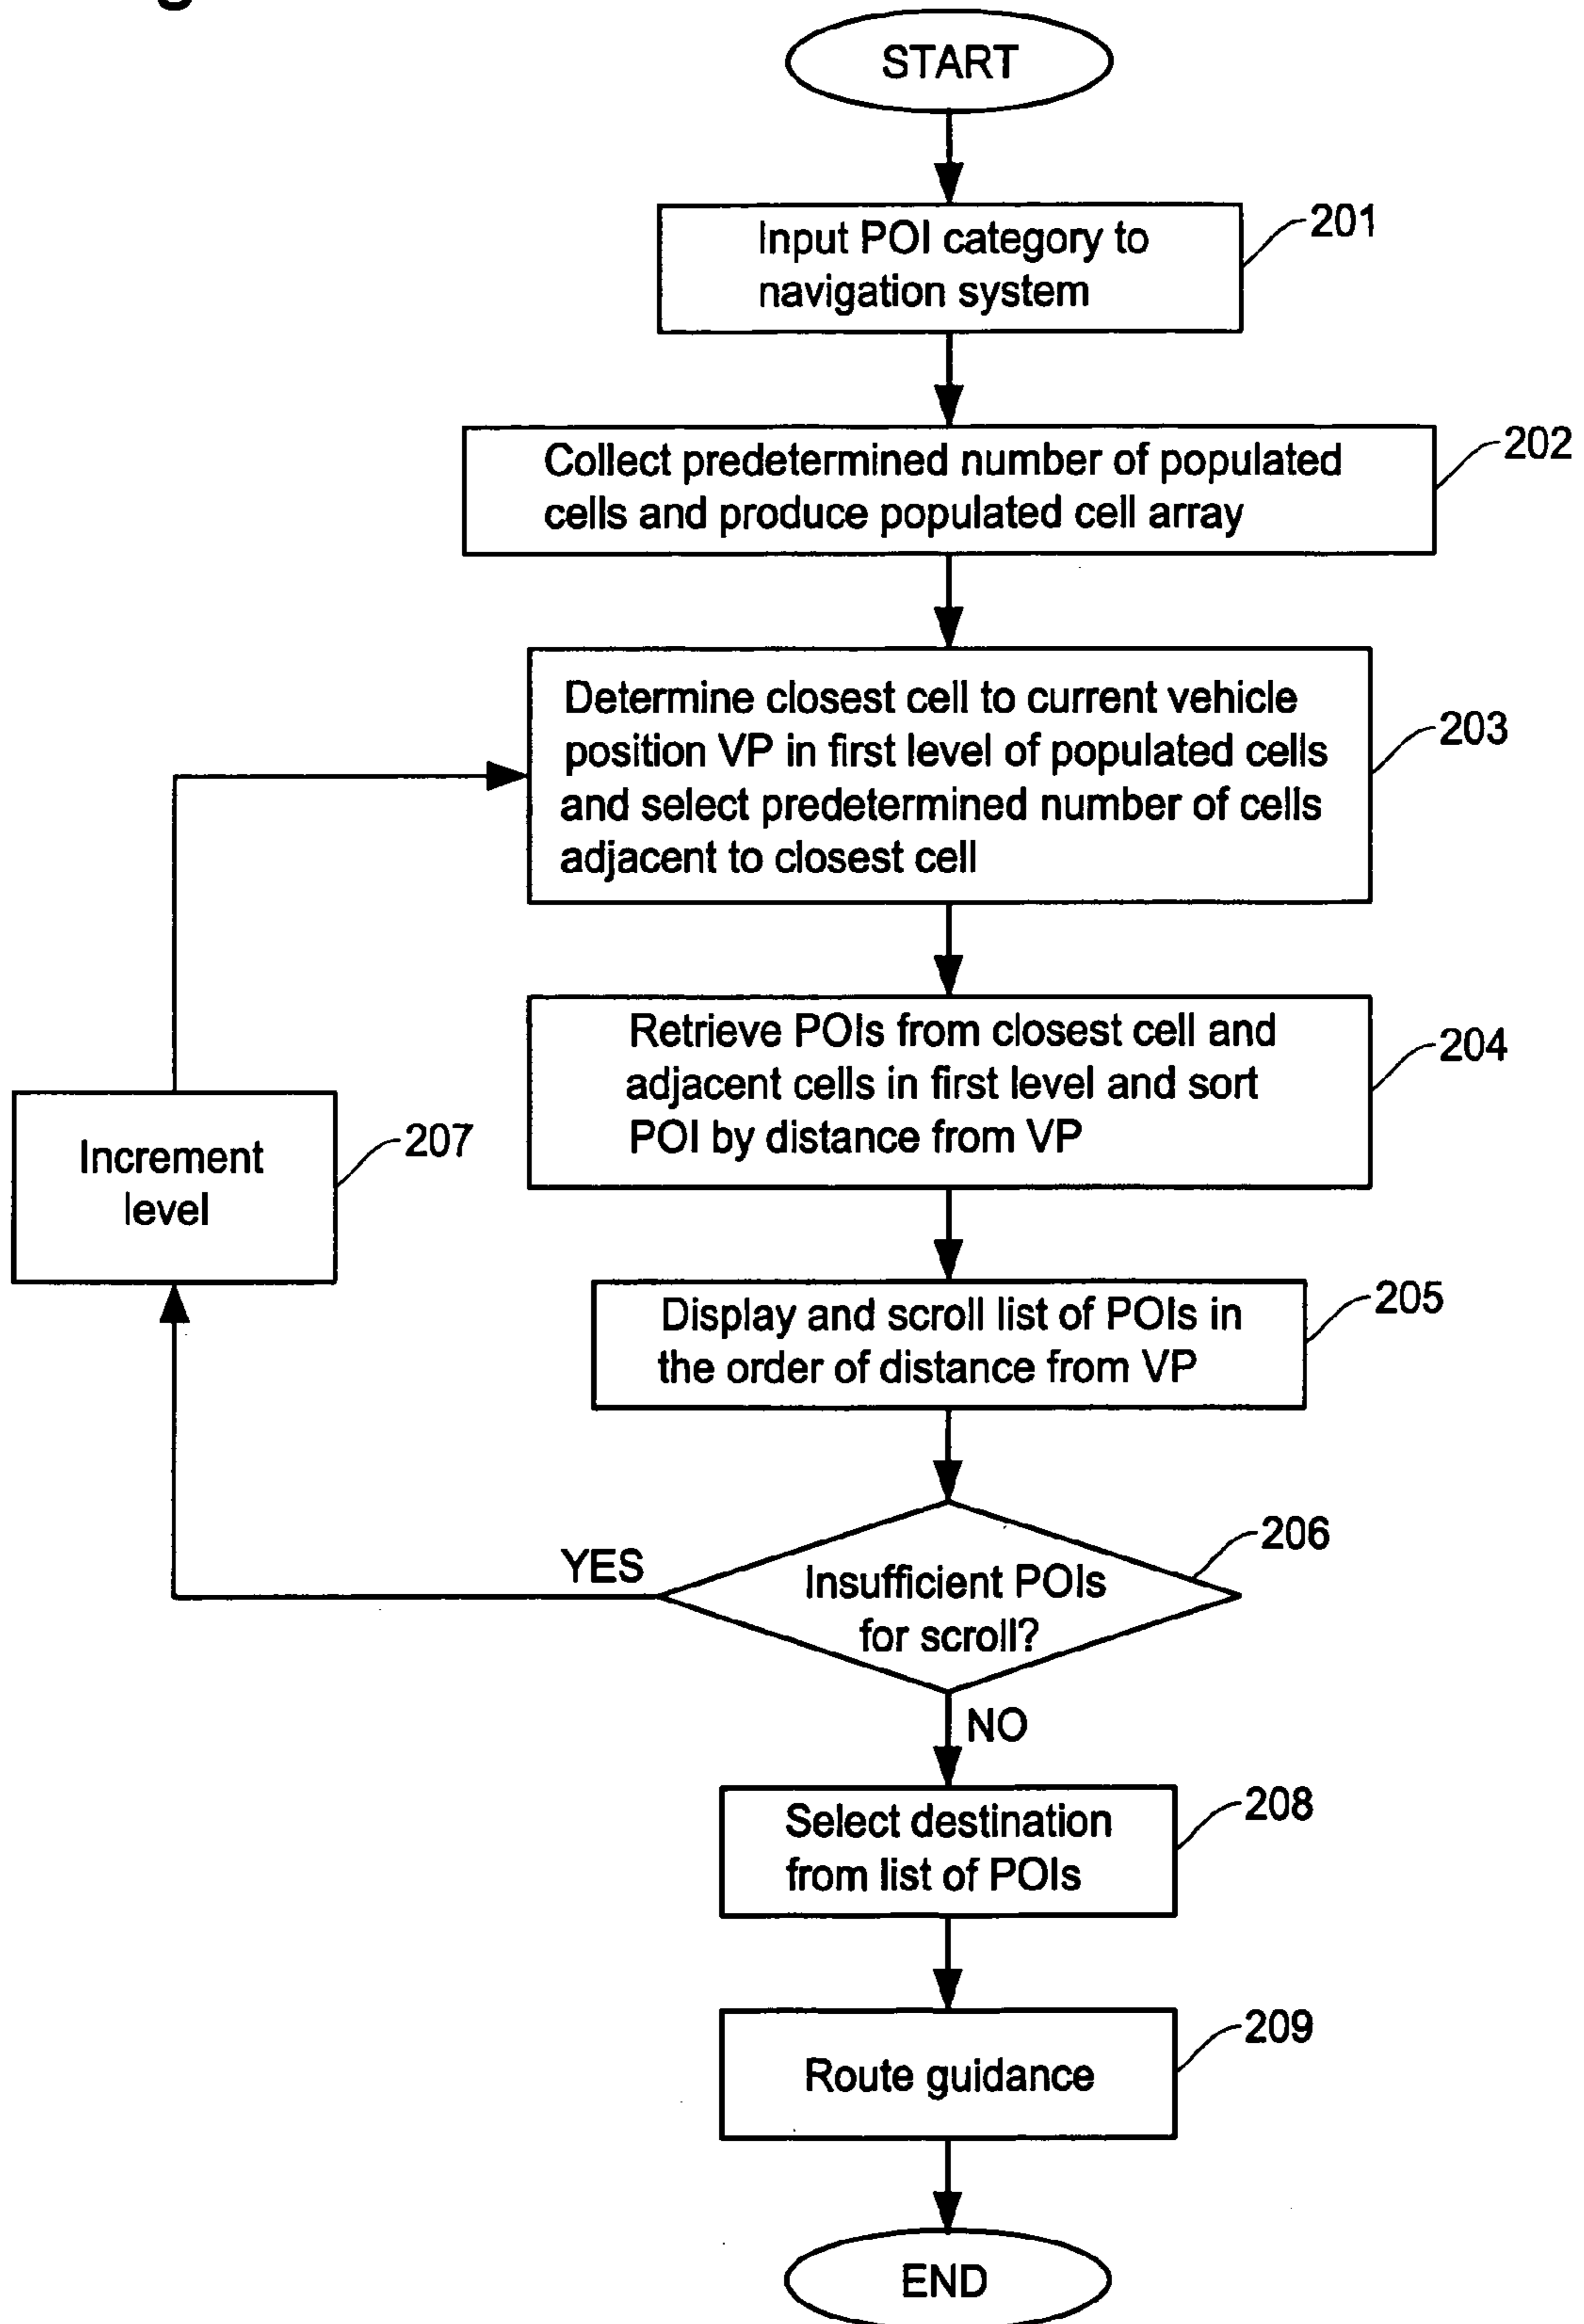 START
Input POI category to
navigation system
201
Collect predetermined number of populated
cells and produce populated cell array
202
Determine closest cell to current vehicle
position VP in first level of populated cells
and select predetermined number of cells
adjacent to closest cell
203
Retrieve POIs from closest cell and
adjacent cells in first level and sort
POI by distance from VP
204
Increment
level
207
Display and scroll list of POIs in
the order of distance from VP
205
Insufficient POIs
for scroll?
206
YES
NO
Select destination
from list of POIs
208
Route guidance
209
END